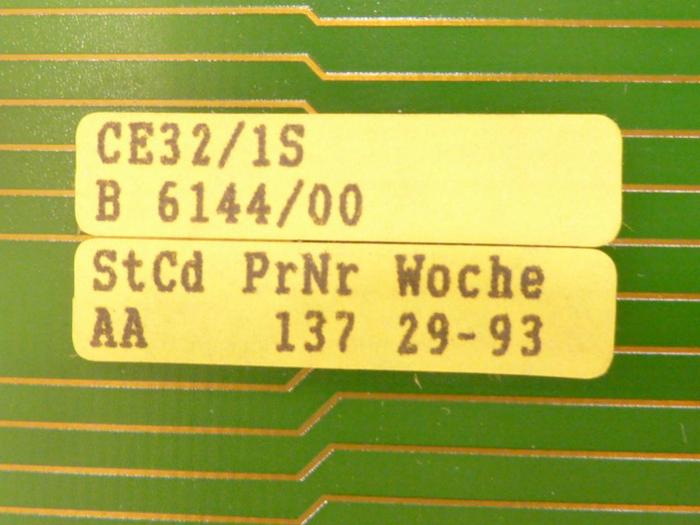 CE32/1S
B 6144/00
StCd PrNr Woche
AA 137 29-93